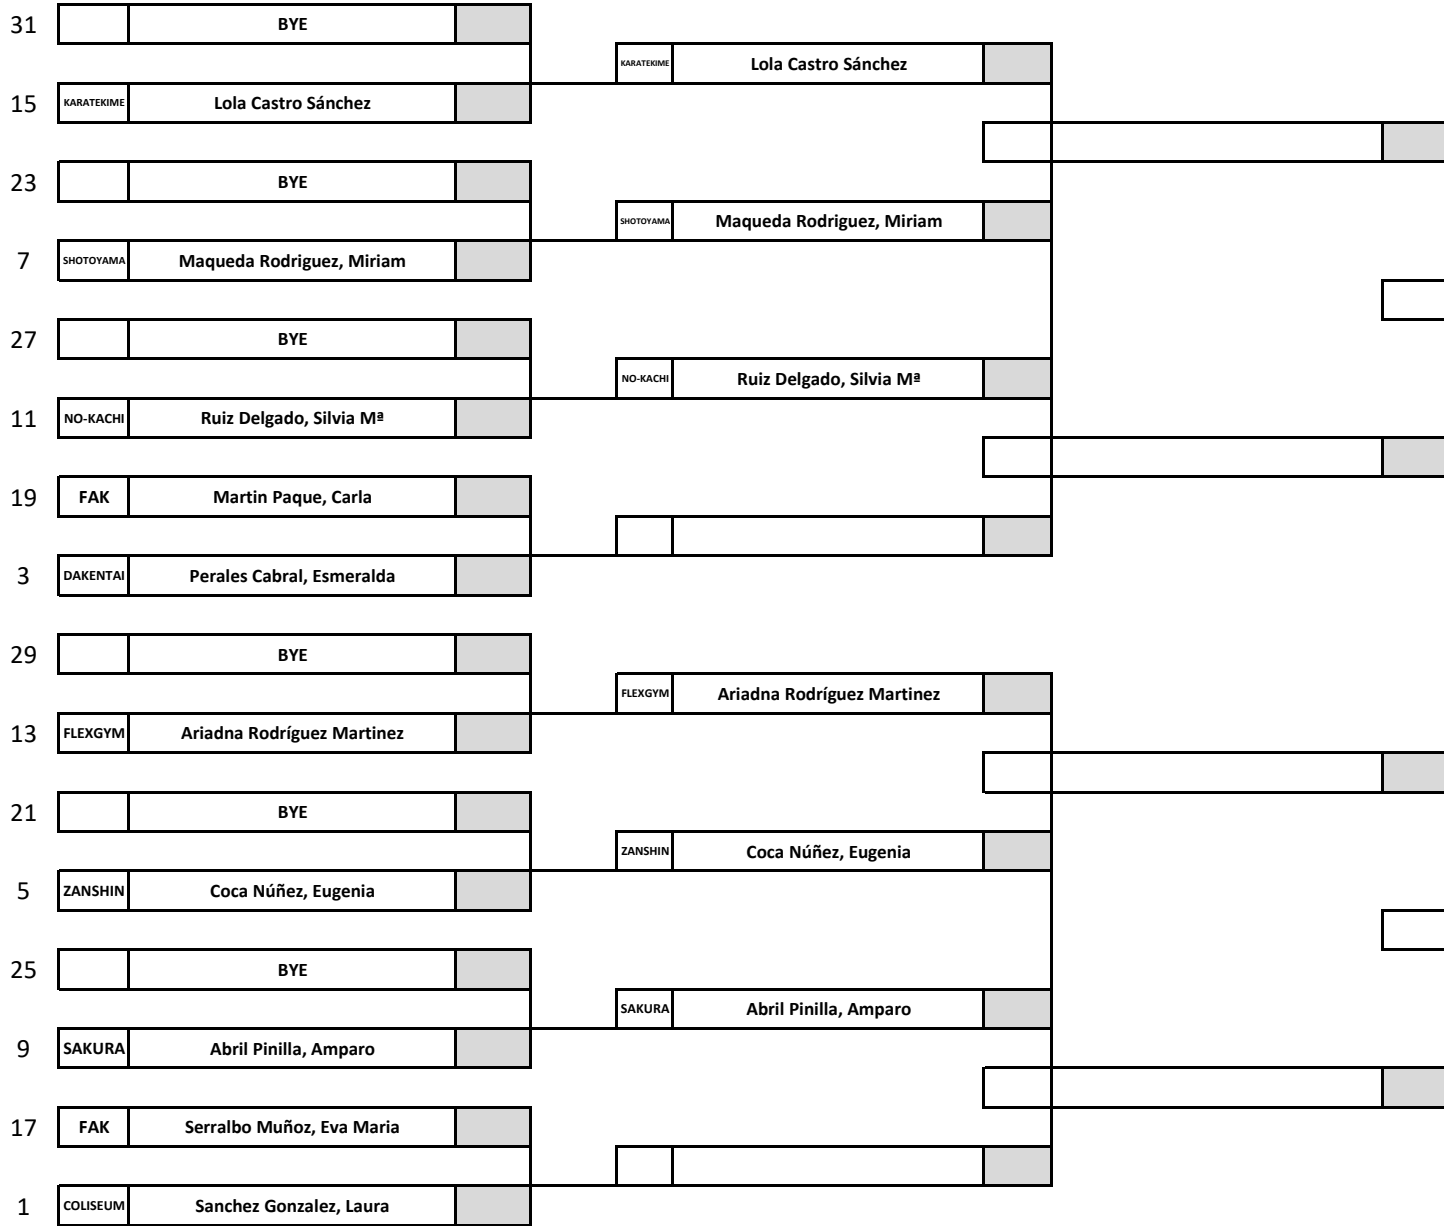 31 BYE
KARATEKIME Lola Castro Sánchez
15 KARATEKIME Lola Castro Sánchez
23 BYE
SHOTOYAMA Maqueda Rodriguez, Miriam
7 SHOTOYAMA Maqueda Rodriguez, Miriam
27 BYE
NO-KACHI Ruiz Delgado, Silvia Mª
11 NO-KACHI Ruiz Delgado, Silvia Mª
19 FAK Martin Paque, Carla
3 DAKENTAI Perales Cabral, Esmeralda
29 BYE
FLEXGYM Ariadna Rodríguez Martinez
13 FLEXGYM Ariadna Rodríguez Martinez
21 BYE
ZANSHIN Coca Núñez, Eugenia
5 ZANSHIN Coca Núñez, Eugenia
25 BYE
SAKURA Abril Pinilla, Amparo
9 SAKURA Abril Pinilla, Amparo
17 FAK Serralbo Muñoz, Eva Maria
1 COLISEUM Sanchez Gonzalez, Laura